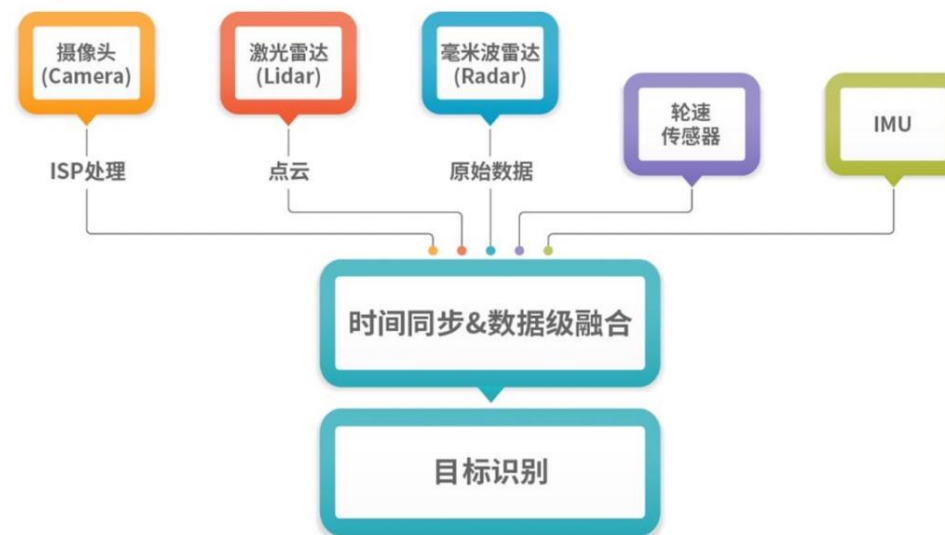 摄像头
(Camera)
激光雷达
(Lidar)
毫米波雷达
(Radar)
轮速
传感器
IMU
ISP处理
点云
原始数据
时间同步&数据级融合
目标识别